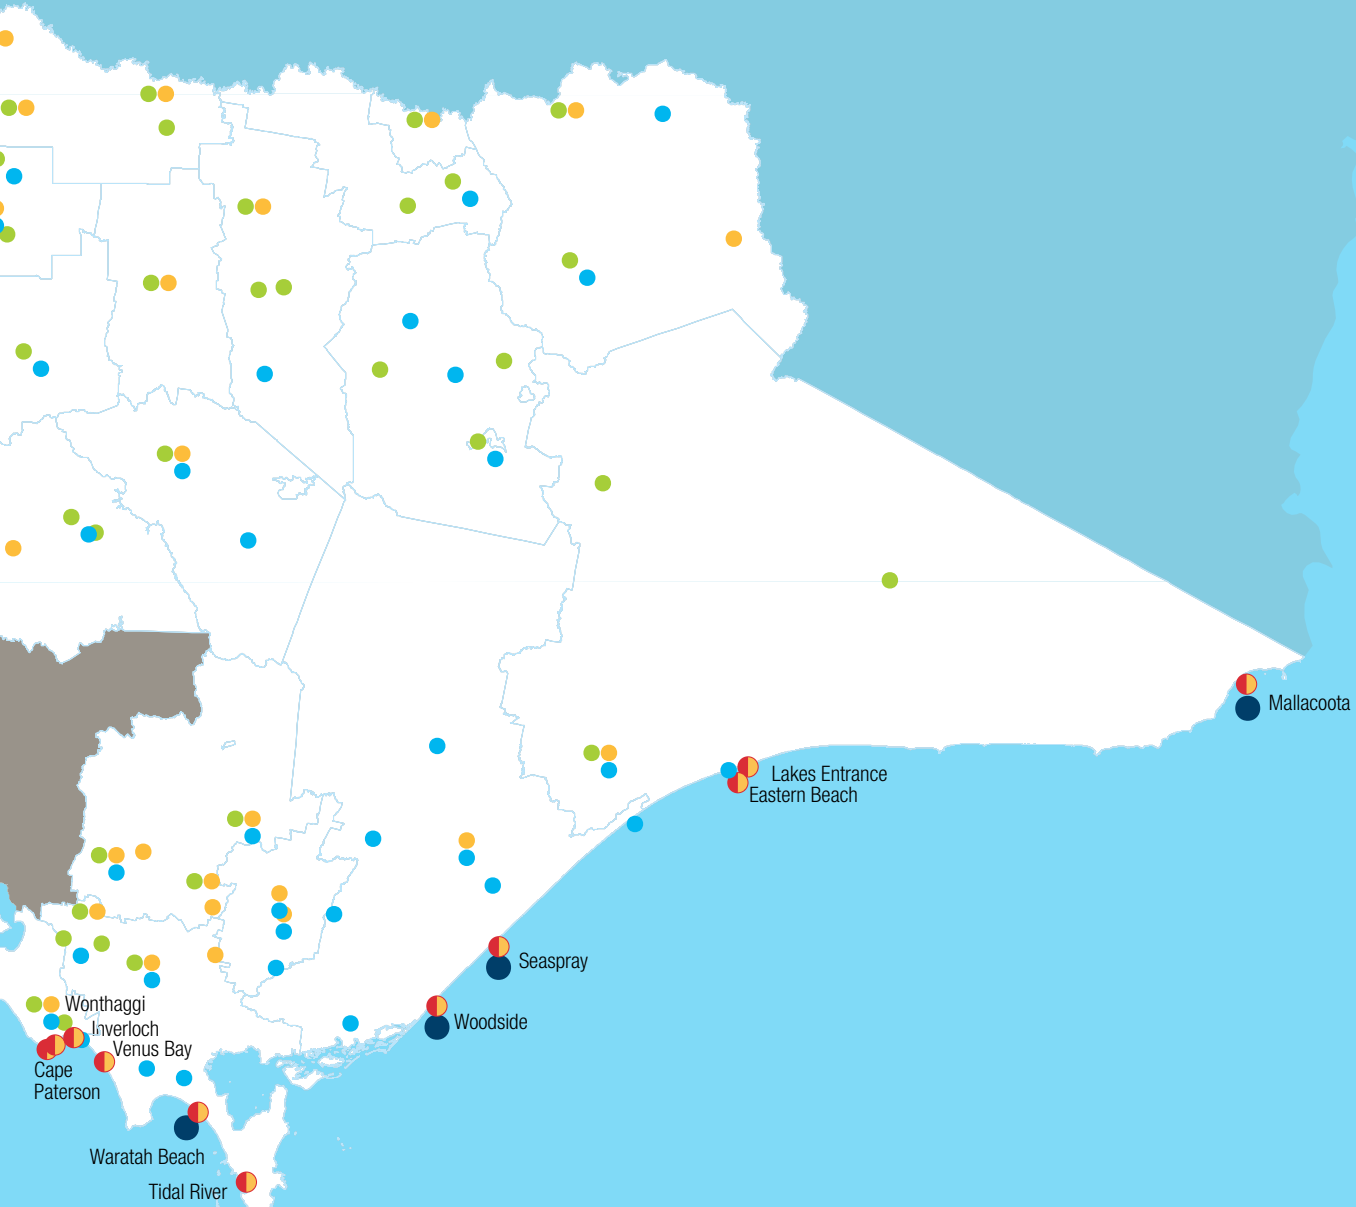 Mallacoota
Lakes Entrance
Eastern Beach
Seaspray
Woodside
Wonthaggi
Inverloch
Venus Bay
Cape
Paterson
Waratah Beach
Tidal River